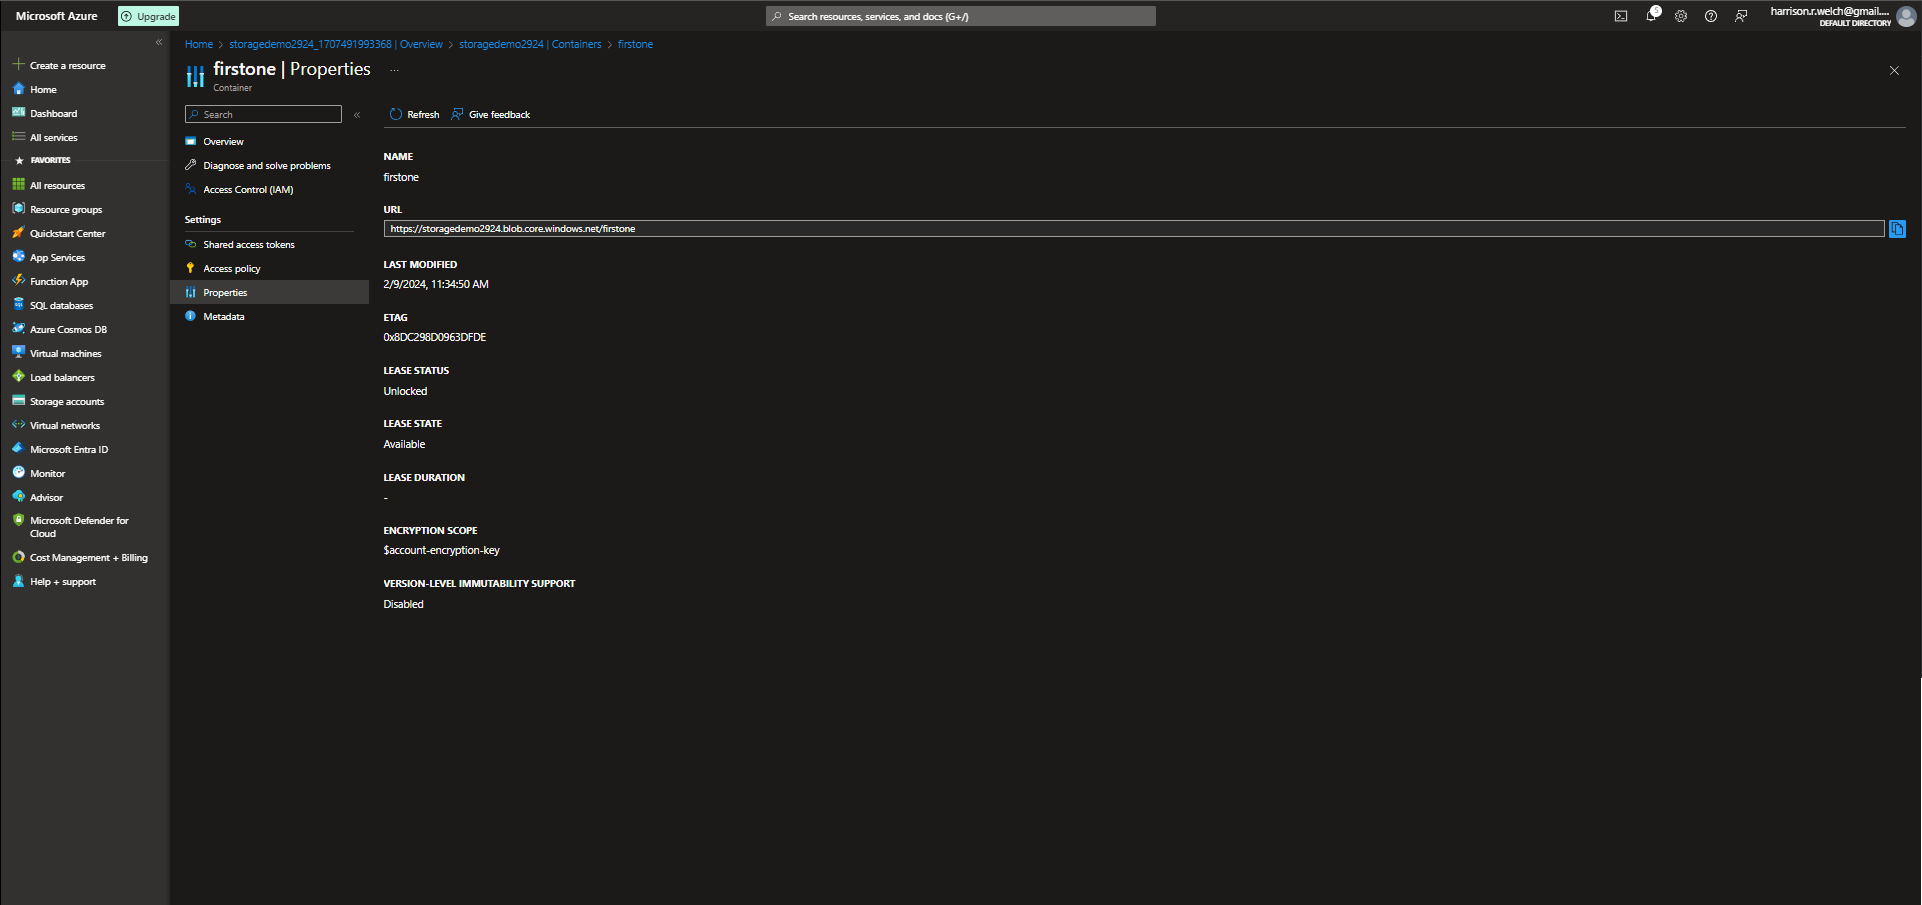 Microsoft Azure
Upgrade
Search resources, services, and docs (G+/)
5
harrison.r.welch@gmail....
DEFAULT DIRECTORY
Create a resource
Home
Dashboard
All services
FAVORITES
All resources
Resource groups
Quickstart Center
App Services
Function App
SQL databases
Azure Cosmos DB
Virtual machines
Load balancers
Storage accounts
Virtual networks
Microsoft Entra ID
Monitor
Advisor
Microsoft Defender for
Cloud
Cost Management + Billing
Help + support
Home > storagedemo2924_1707491993368 | Overview > storagedemo2924 | Containers > firstone
firstone | Properties ...
Container
Search
Overview
Diagnose and solve problems
Access Control (IAM)
Settings
Shared access tokens
Access policy
Properties
Metadata
Refresh
Give feedback
NAME
firstone
URL
https://storagedemo2924.blob.core.windows.net/firstone
LAST MODIFIED
2/9/2024, 11:34:50 AM
ETAG
0x8DC298D0963DFDE
LEASE STATUS
Unlocked
LEASE STATE
Available
LEASE DURATION
-
ENCRYPTION SCOPE
$account-encryption-key
VERSION-LEVEL IMMUTABILITY SUPPORT
Disabled